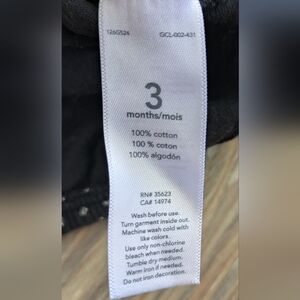 126G526 GCL-002-431
3
months/mois
100% cotton
100 % coton
100% algodón
RN# 35623
CA# 14974
Wash before use.
Turn garment inside out.
Machine wash cold with
like colors.
Use only non-chlorine
bleach when needed.
Tumble dry medium.
Warm iron if needed.
Do not iron decoration.